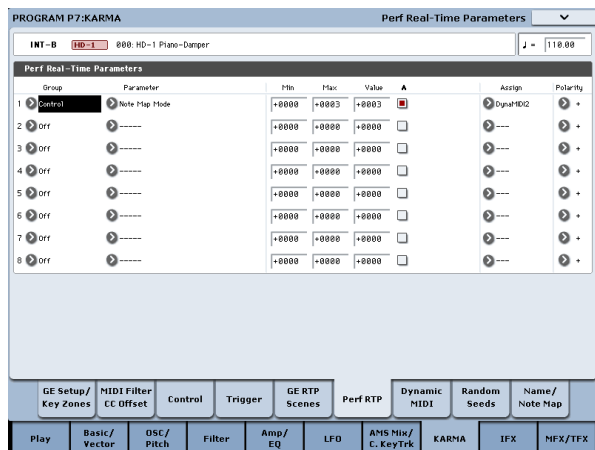 PROGRAM P7:KARMA Perf Real-Time Parameters
INT-B HD-1 000: HD-1 Piano-Damper ♩ = 110.00
Perf Real-Time Parameters
Group Parameter Min Max Value A Assign Polarity
1 Control Note Map Mode +0000 +0003 +0003 DynaMIDI2 +
2 Off ----- +0000 +0000 +0000 --- +
3 Off ----- +0000 +0000 +0000 --- +
4 Off ----- +0000 +0000 +0000 --- +
5 Off ----- +0000 +0000 +0000 --- +
6 Off ----- +0000 +0000 +0000 --- +
7 Off ----- +0000 +0000 +0000 --- +
8 Off ----- +0000 +0000 +0000 --- +
GE Setup/ Key Zones MIDI Filter CC Offset Control Trigger GE RTP Scenes Perf RTP Dynamic MIDI Random Seeds Name/ Note Map
Play Basic/ Vector OSC/ Pitch Filter Amp/ EQ LFO AMS Mix/ C. KeyTrk KARMA IFX MFX/TFX